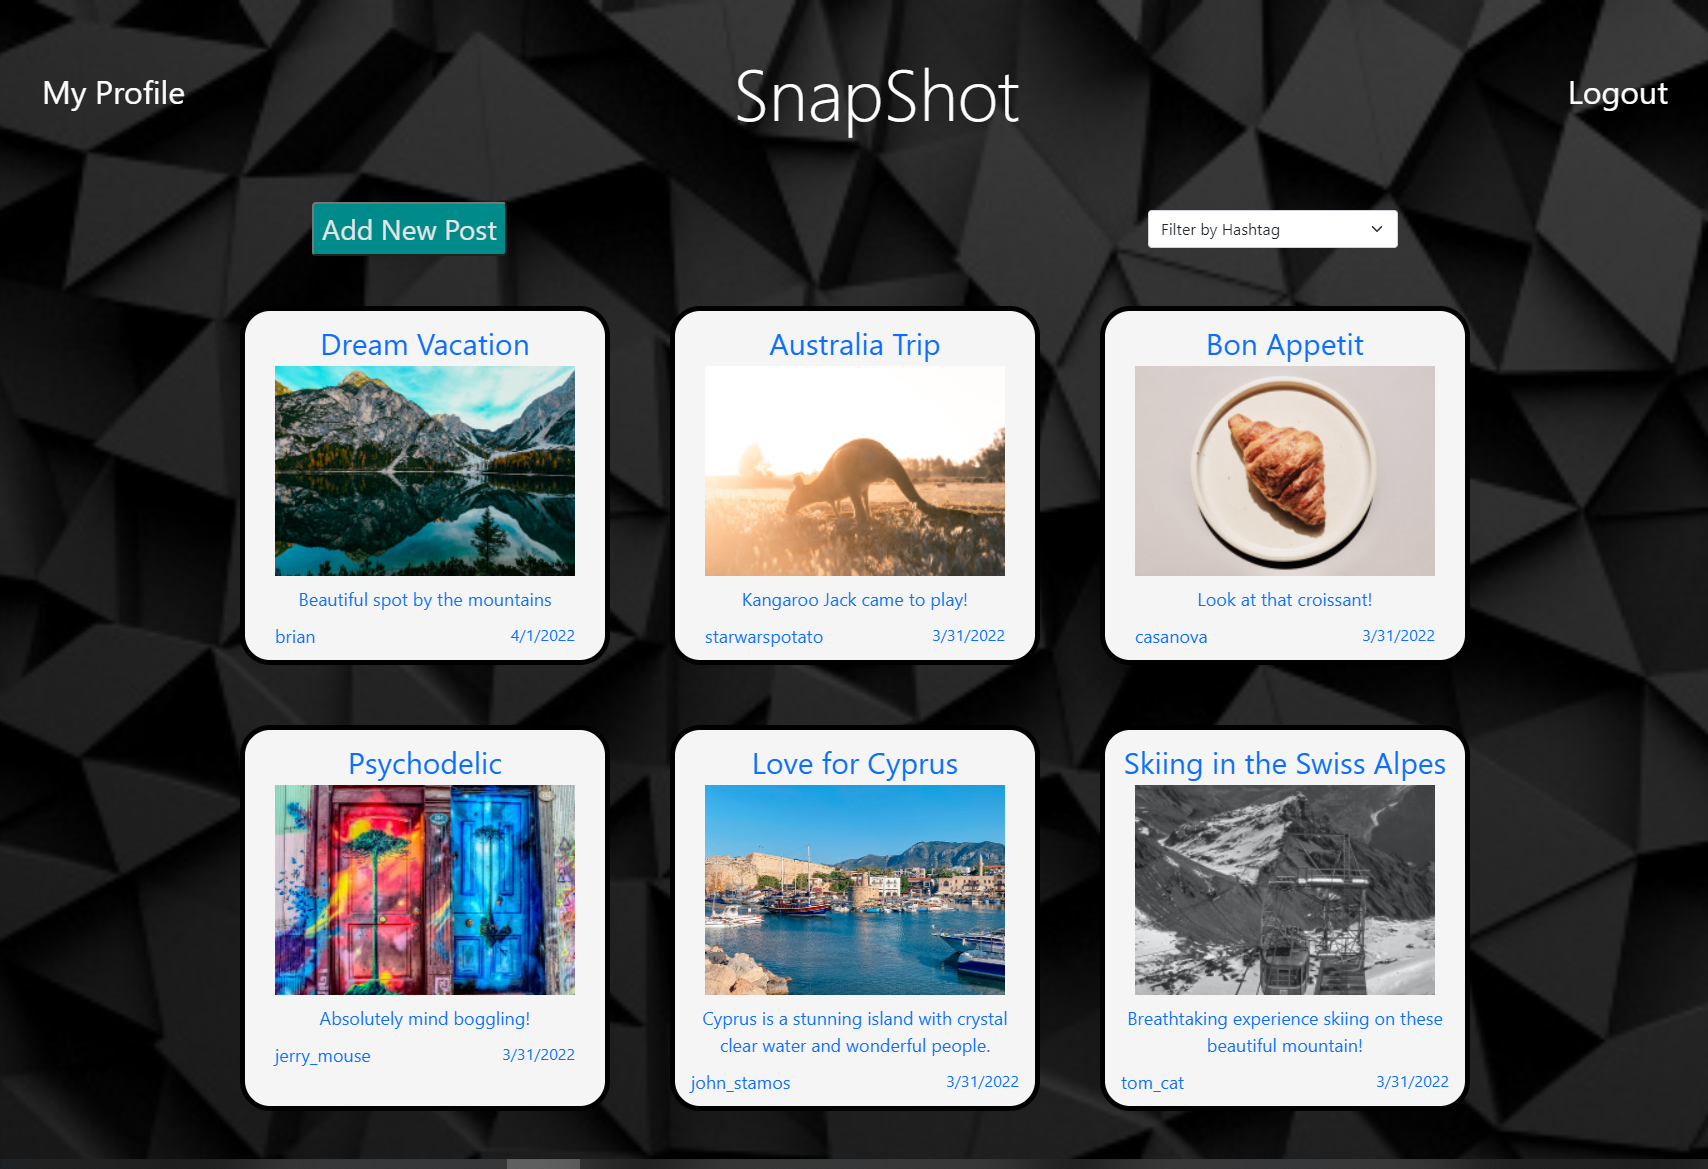 My Profile
SnapShot
Logout
Add New Post
Filter by Hashtag
Dream Vacation
Beautiful spot by the mountains
brian
4/1/2022
Australia Trip
Kangaroo Jack came to play!
starwarspotato
3/31/2022
Bon Appetit
Look at that croissant!
casanova
3/31/2022
Psychodelic
Absolutely mind boggling!
jerry_mouse
3/31/2022
Love for Cyprus
Cyprus is a stunning island with crystal
clear water and wonderful people.
john_stamos
3/31/2022
Skiing in the Swiss Alpes
Breathtaking experience skiing on these
beautiful mountain!
tom_cat
3/31/2022